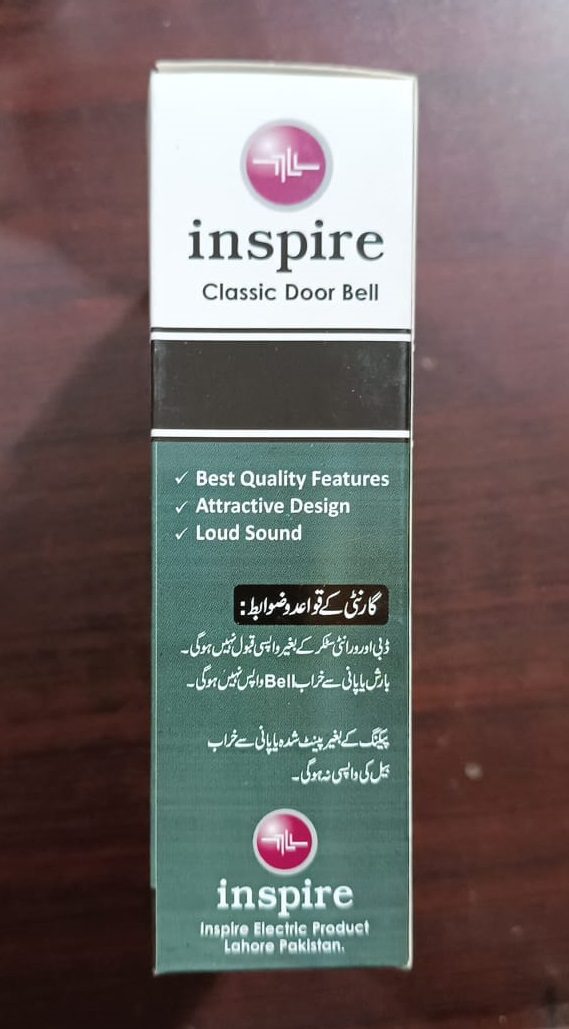 inspire
Classic Door Bell
✓ Best Quality Features
✓ Attractive Design
✓ Loud Sound
گارنٹی کے قواعد و ضوابط:
ڈبی اور ورانٹی سٹکر کے بغیر واپسی قبول نہیں ہوگی۔
بارش یا پانی سے خراب Bell واپس نہیں ہوگی۔
پیکنگ کے بغیر پینٹ شدہ یا پانی سے خراب
بیل کی واپسی نہ ہوگی۔
inspire
Inspire Electric Product
Lahore Pakistan.